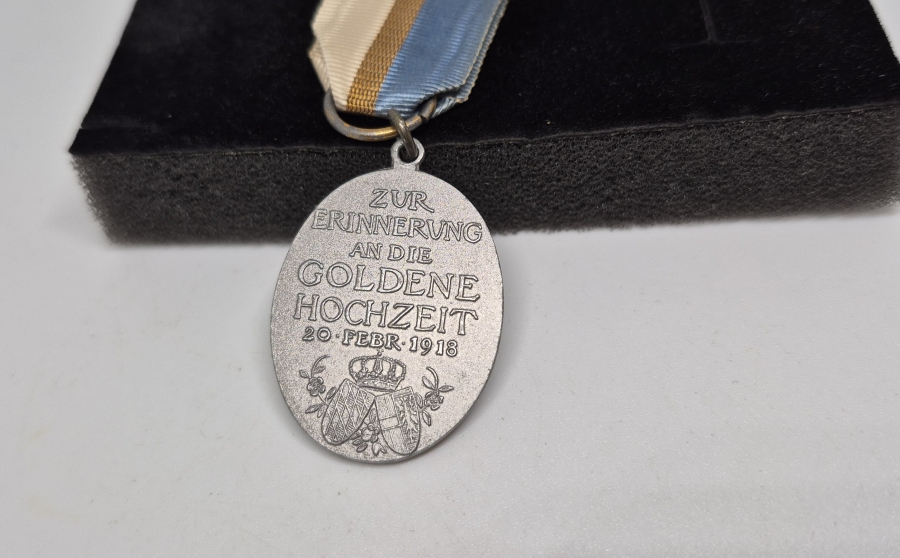 ZUR
ERINNERUNG
AN DIE
GOLDENE
HOCHZEIT
20·FEBR·1918